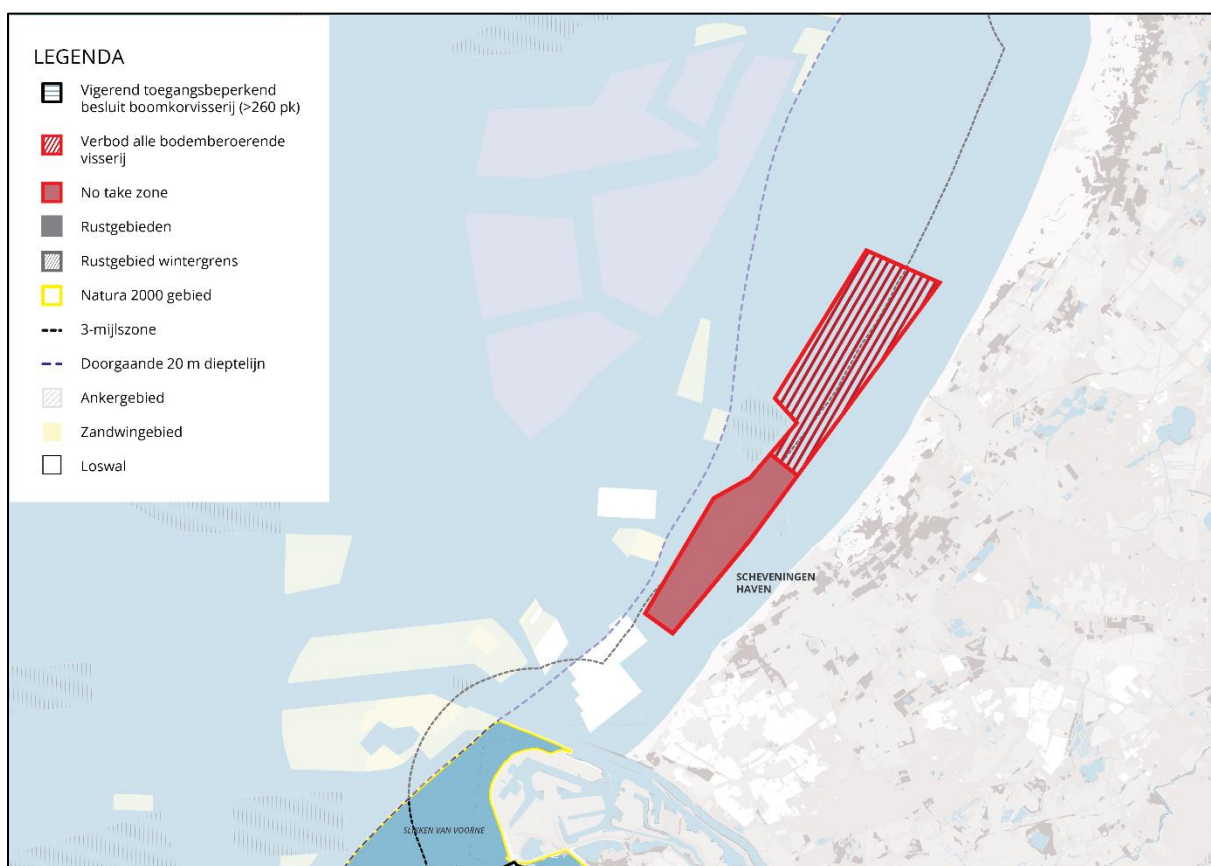 LEGENDA
Vigerend toegangsbeperkend
besluit boomkorvisserij (>260 pk)
Verbod alle bodemberoerende
visserij
No take zone
Rustgebieden
Rustgebied wintergrens
Natura 2000 gebied
3-mijlszone
Doorgaande 20 m dieptelijn
Ankergebied
Zandwingebied
Loswal
SCHEVENINGEN
HAVEN
SLIKKEN VAN VOORNE